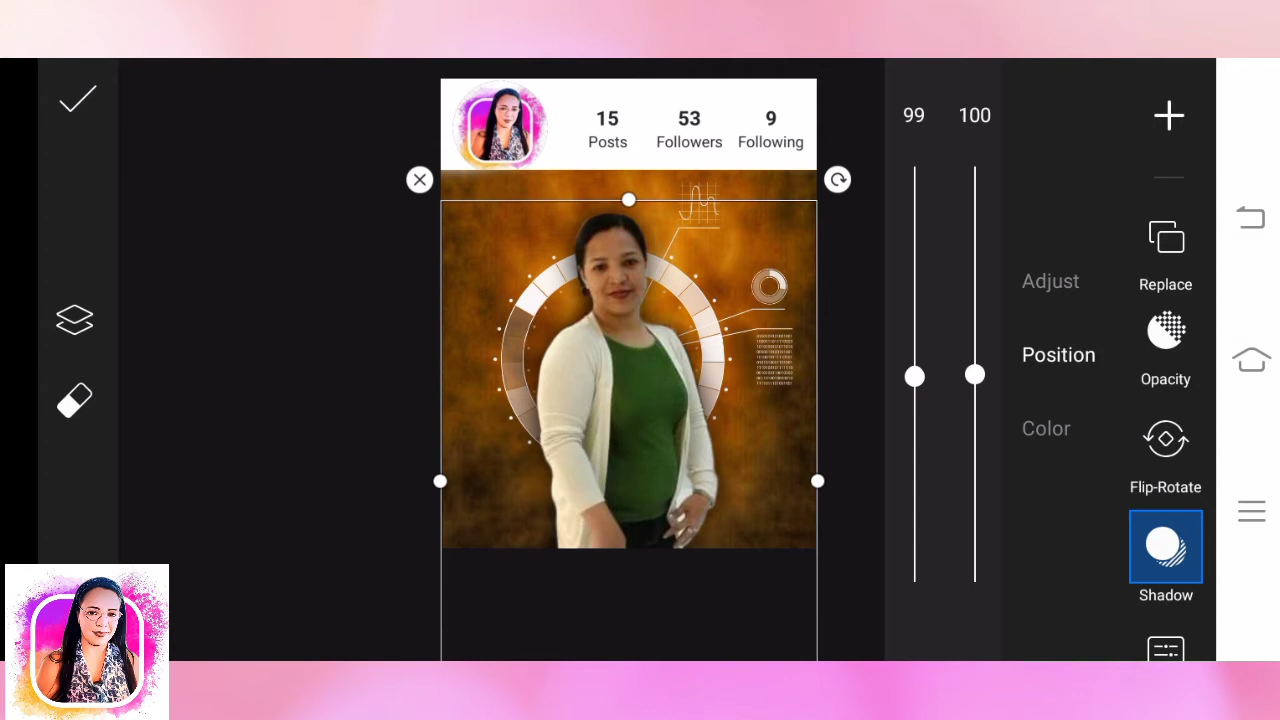 15 53 9
Posts Followers Following
99 100
Adjust
Position
Color
Replace
Opacity
Flip-Rotate
Shadow